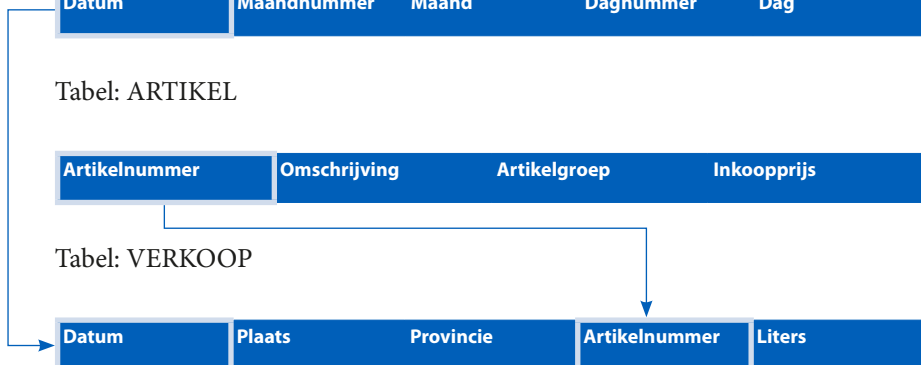 Datum Maandnummer Maand Dagnummer Dag
Tabel: ARTIKEL
Artikelnummer Omschrijving Artikelgroep Inkoopprijs
Tabel: VERKOOP
Datum Plaats Provincie Artikelnummer Liters